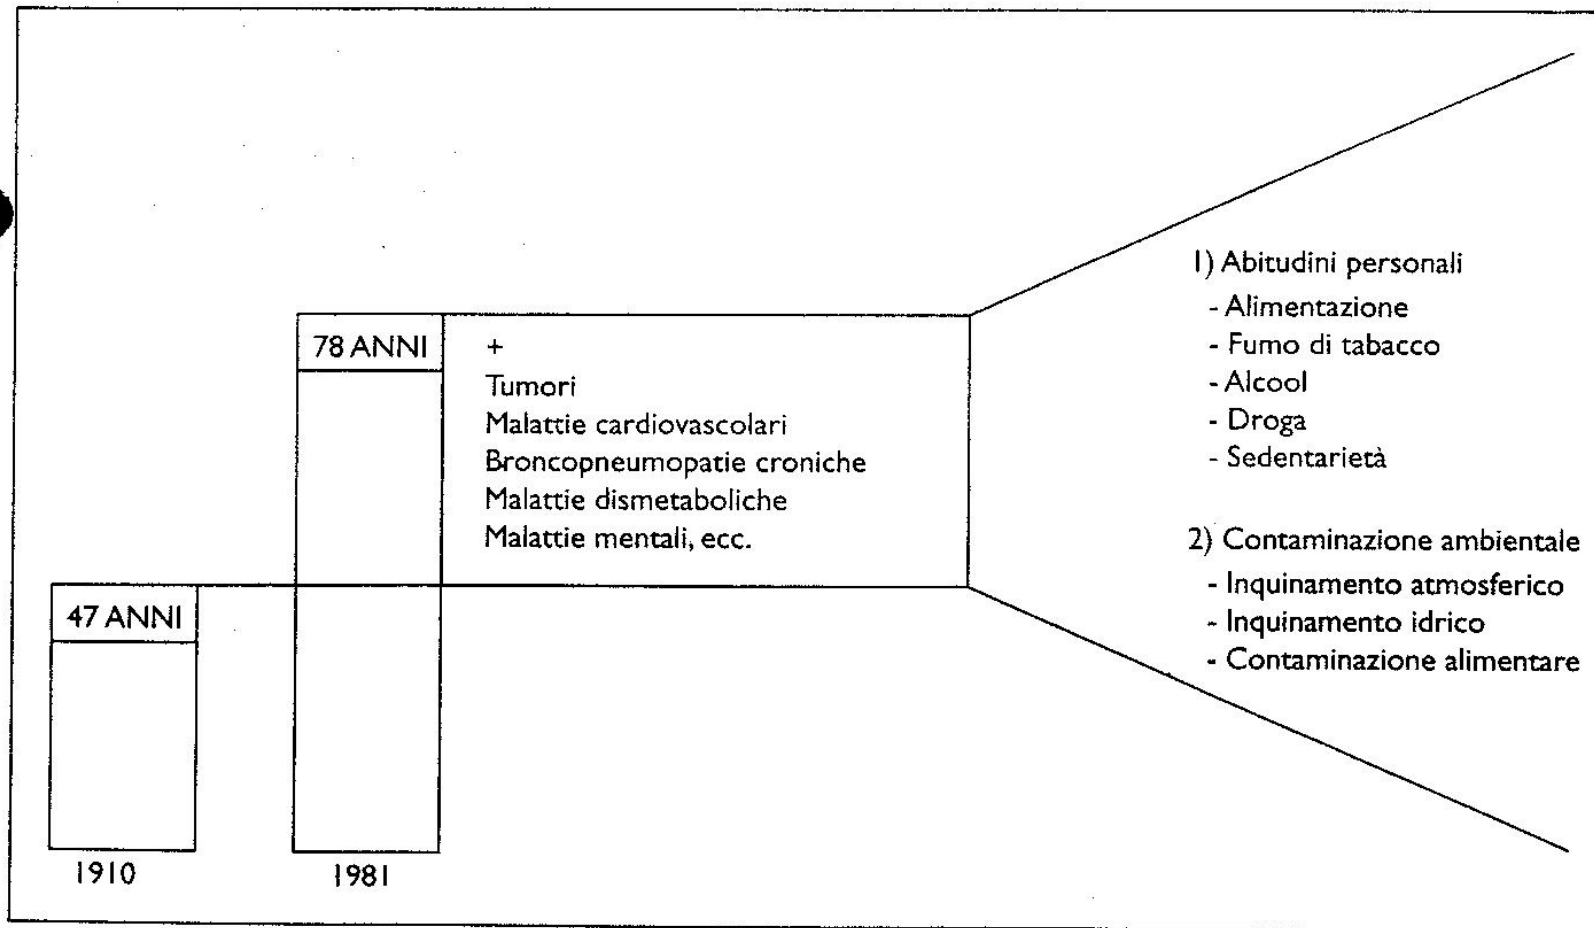 1) Abitudini personali
- Alimentazione
- Fumo di tabacco
- Alcool
- Droga
- Sedentarietà
78 ANNI
+
Tumori
Malattie cardiovascolari
Broncopneumopatie croniche
Malattie dismetaboliche
Malattie mentali, ecc.
2) Contaminazione ambientale
- Inquinamento atmosferico
- Inquinamento idrico
- Contaminazione alimentare
47 ANNI
1910
1981